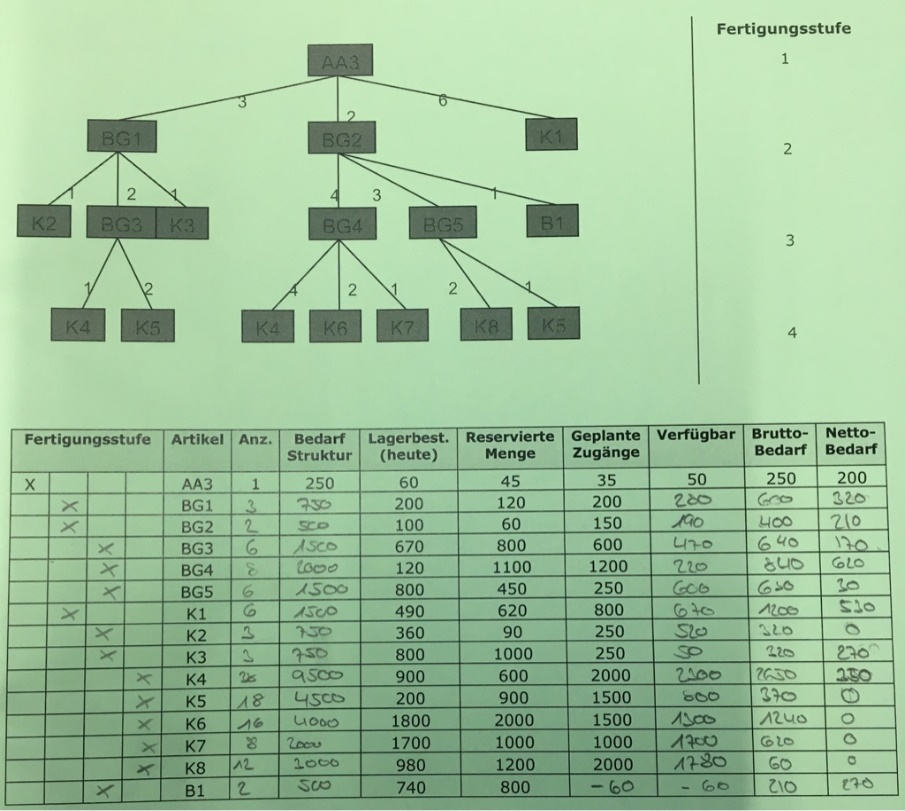 Fertigungsstufe
AA3
1
3 2 6
BG1 BG2 K1
2
1 2 1 4 3 1
K2 BG3 K3 BG4 BG5 B1
3
1 2 4 2 1 2 1
K4 K5 K4 K6 K7 K8 K5
4
Fertigungsstufe Artikel Anz. Bedarf Struktur Lagerbest. (heute) Reservierte Menge Geplante Zugänge Verfügbar Brutto-Bedarf Netto-Bedarf
X AA3 1 250 60 45 35 50 250 200
X BG1 3 750 200 120 200 280 600 320
X BG2 2 500 100 60 150 190 400 210
X BG3 6 1500 670 800 600 470 640 170
X BG4 8 2000 120 1100 1200 220 840 620
X BG5 6 1500 800 450 250 600 630 30
X K1 6 1500 490 620 800 670 1200 530
X K2 3 750 360 90 250 520 320 0
X K3 3 750 800 1000 250 50 320 270
X K4 9500 900 600 2000 2300 2650
X K5 18 4500 200 900 1500 800 370 0
X K6 16 4000 1800 2000 1500 1300 1240 0
X K7 8 2000 1700 1000 1000 1700 620 0
X K8 12 980 1200 2000 1780 60 0
X B1 2 500 740 800 -60 -60 210 270